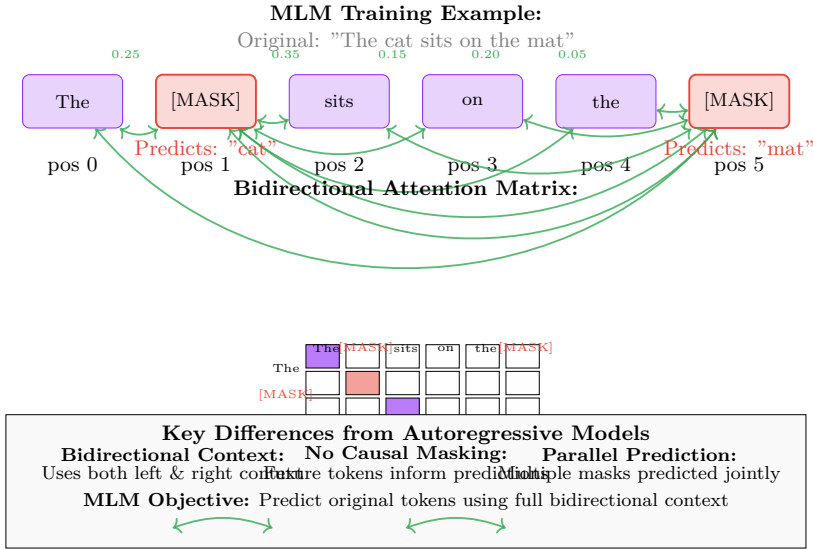 MLM Training Example:
Original: ”The cat sits on the mat”
0.25 0.35 0.15 0.20 0.05
The [MASK] sits on the [MASK]
Predicts: ”cat” Predicts: ”mat”
pos 0 pos 1 pos 2 pos 3 pos 4 pos 5
Bidirectional Attention Matrix:
The [MASK] sits on the [MASK]
The
[MASK]
Key Differences from Autoregressive Models
Bidirectional Context: No Causal Masking: Parallel Prediction:
Uses both left & right context Future tokens inform predictions Multiple masks predicted jointly
MLM Objective: Predict original tokens using full bidirectional context